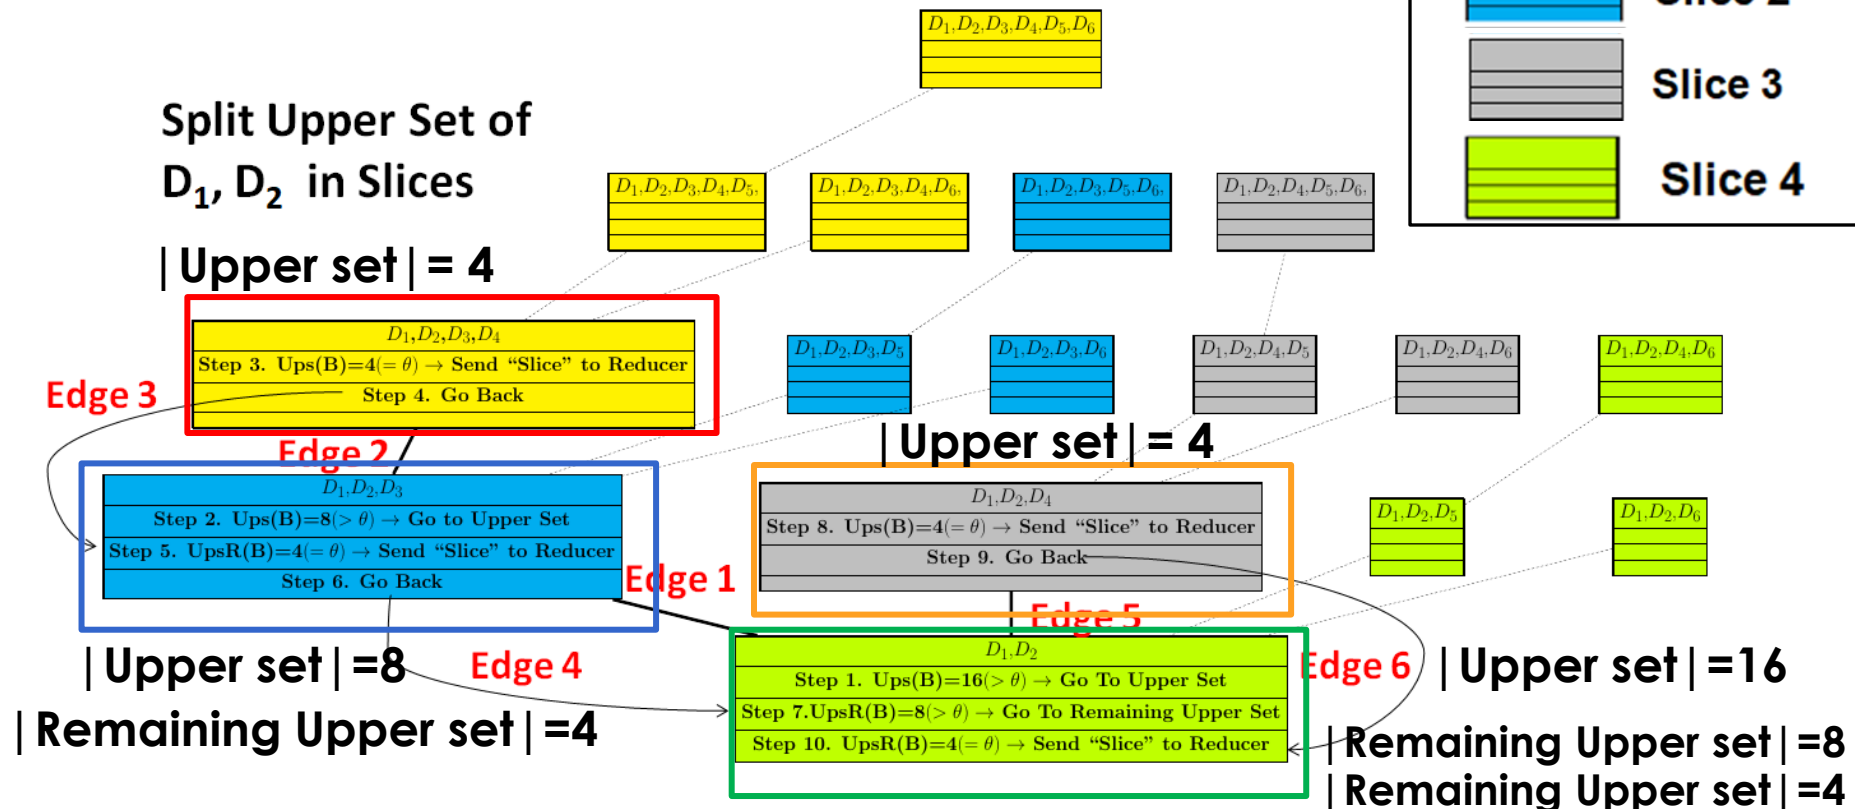 Slice 2
D₁,D₂,D₃,D₄,D₅,D₆
Slice 3
Split Upper Set of
D₁, D₂ in Slices
Slice 4
D₁,D₂,D₃,D₄,D₅,
D₁,D₂,D₃,D₄,D₆,
D₁,D₂,D₃,D₅,D₆,
D₁,D₂,D₄,D₅,D₆,
|Upper set|= 4
D₁,D₂,D₃,D₄
Step 3. Ups(B)=4(= θ) → Send “Slice” to Reducer
Step 4. Go Back
D₁,D₂,D₃,D₅
D₁,D₂,D₃,D₆
D₁,D₂,D₄,D₅
D₁,D₂,D₄,D₆
D₁,D₂,D₄,D₆
Edge 3
Edge 2
|Upper set|= 4
D₁,D₂,D₃
Step 2. Ups(B)=8(> θ) → Go to Upper Set
Step 5. UpsR(B)=4(= θ) → Send “Slice” to Reducer
Step 6. Go Back
D₁,D₂,D₄
Step 8. Ups(B)=4(= θ) → Send “Slice” to Reducer
Step 9. Go Back
D₁,D₂,D₅
D₁,D₂,D₆
Edge 1
Edge 5
|Upper set|=8
|Remaining Upper set|=4
Edge 4
D₁,D₂
Step 1. Ups(B)=16(> θ) → Go To Upper Set
Step 7.UpsR(B)=8(> θ) → Go To Remaining Upper Set
Step 10. UpsR(B)=4(= θ) → Send “Slice” to Reducer
Edge 6
|Upper set|=16
|Remaining Upper set|=8
|Remaining Upper set|=4